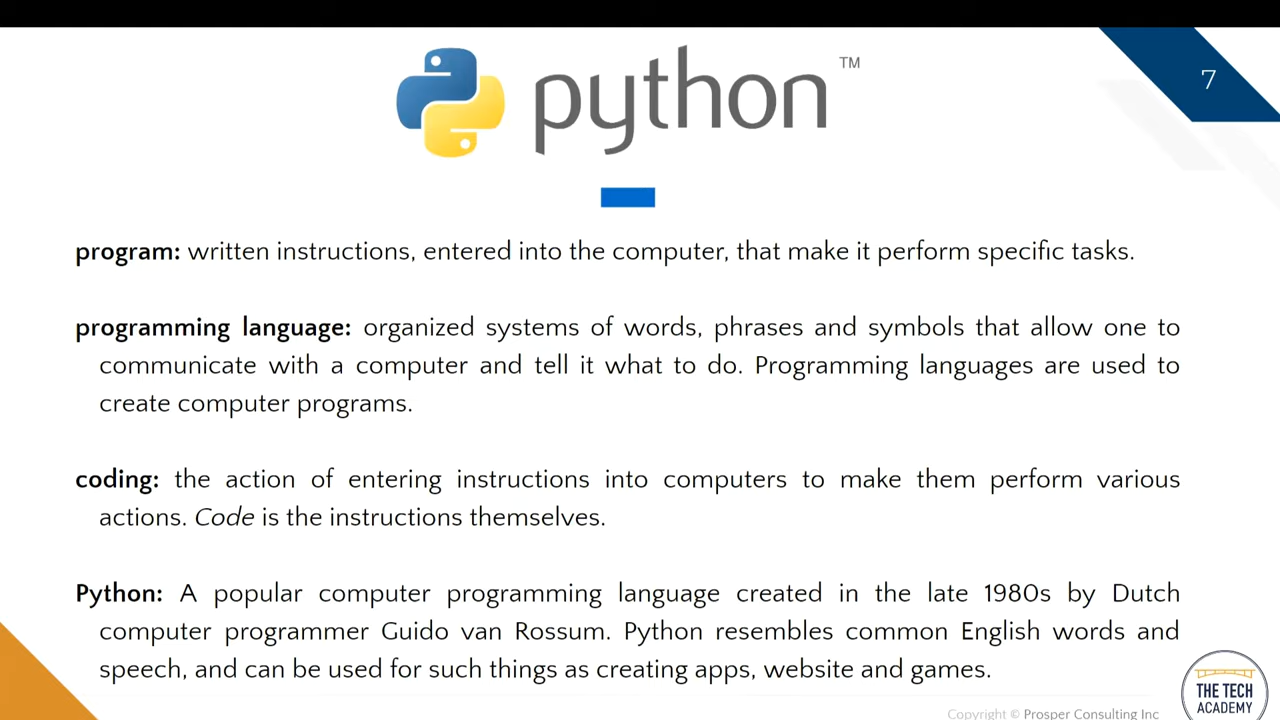 python™
7
program: written instructions, entered into the computer, that make it perform specific tasks.
programming language: organized systems of words, phrases and symbols that allow one to
communicate with a computer and tell it what to do. Programming languages are used to
create computer programs.
coding: the action of entering instructions into computers to make them perform various
actions. Code is the instructions themselves.
Python: A popular computer programming language created in the late 1980s by Dutch
computer programmer Guido van Rossum. Python resembles common English words and
speech, and can be used for such things as creating apps, website and games.
THE TECH
ACADEMY
Copyright © Prosper Consulting Inc